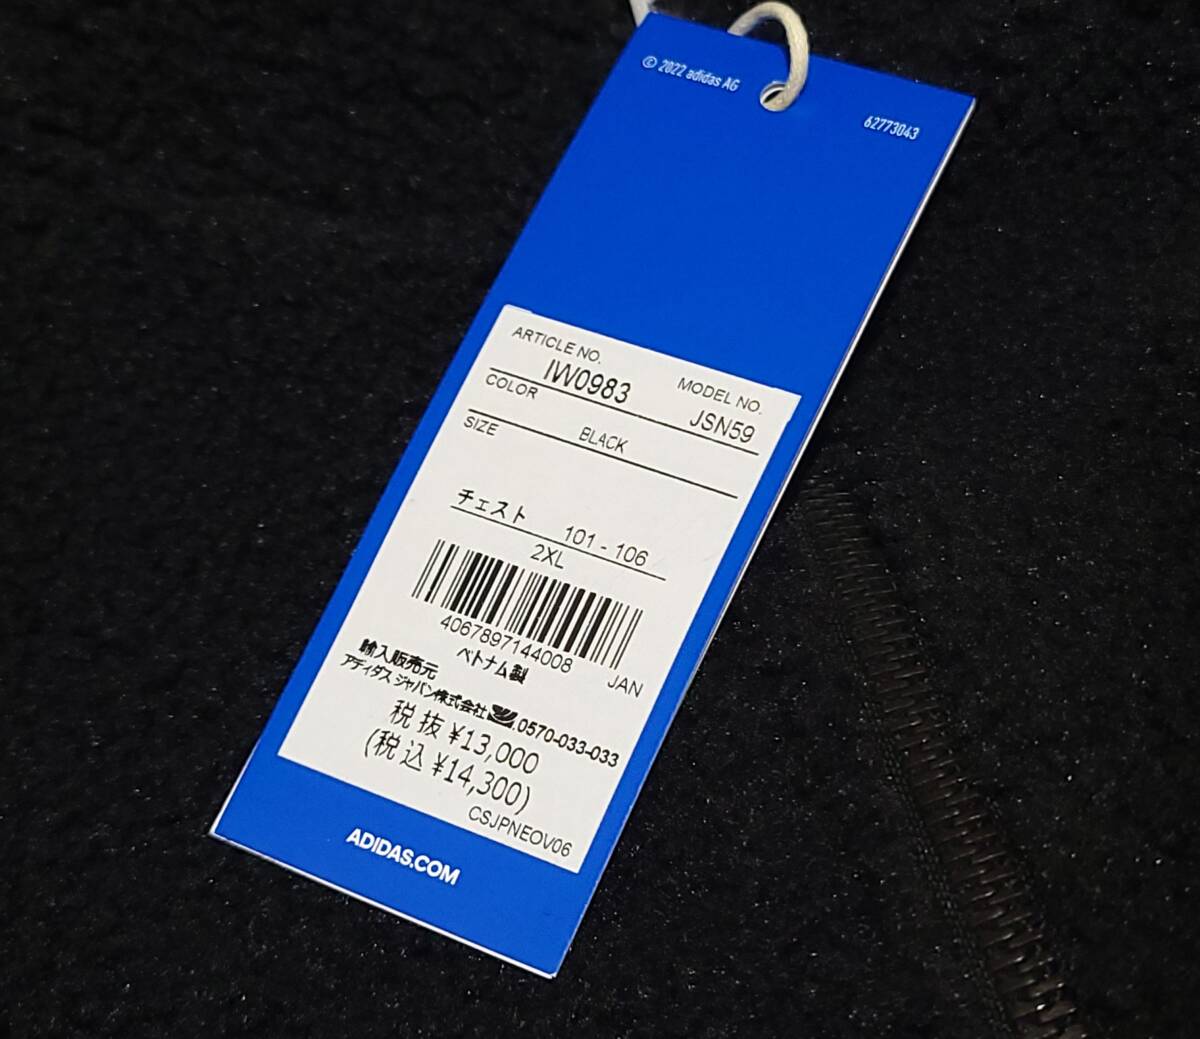 © 2022 adidas AG
62773043
ARTICLE NO.
IW0983
MODEL NO.
JSN59
COLOR
BLACK
SIZE
チェスト 101 - 106
2XL
4067897144008
ベトナム製
JAN
輸入販売元
アディダス ジャパン株式会社 0570-033-033
税抜 ¥13,000
(税込 ¥14,300)
CSJPNEOV06
ADIDAS.COM